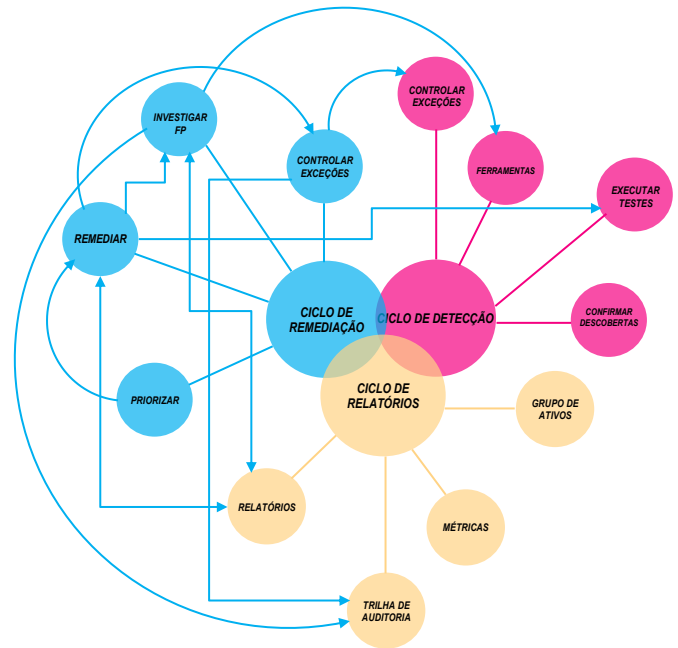 CONTROLAR
EXCEÇÕES
INVESTIGAR
FP
CONTROLAR
EXCEÇÕES
FERRAMENTAS
EXECUTAR
TESTES
REMEDIAR
CICLO DE
REMEDIAÇÃO
CICLO DE DETECÇÃO
CONFIRMAR
DESCOBERTAS
CICLO DE
RELATÓRIOS
PRIORIZAR
GRUPO DE
ATIVOS
RELATÓRIOS
MÉTRICAS
TRILHA DE
AUDITORIA